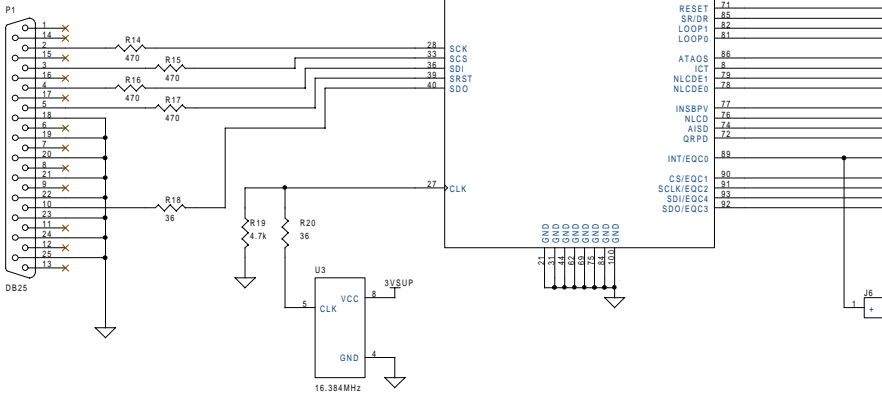 P1
1
14
2
15
3
16
4
17
5
18
6
19
7
20
8
21
9
22
10
23
11
24
12
25
13
DB25
R14
470
R15
470
R16
470
R17
470
R18
36
R19
4.7k
R20
36
U3
VCC 8 3VSUP
5 CLK
GND 4
16.384MHz
28 SCK
33 SCS
36 SDI
39 SRST
40 SDO
27 CLK
RESET 71
SR/DR 85
LOOP1 82
LOOP0 81
ATAOS 86
ICT 8
NLCDE1 79
NLCDE0 78
INSBPV 77
NLCD 76
AISD 74
QRPD 72
INT/EQC0 89
CS/EQC1 90
SCLK/EQC2 91
SDI/EQC4 93
SDO/EQC3 92
GND GND GND GND GND GND GND GND
21 31 44 62 69 75 84 100
J6
1 +